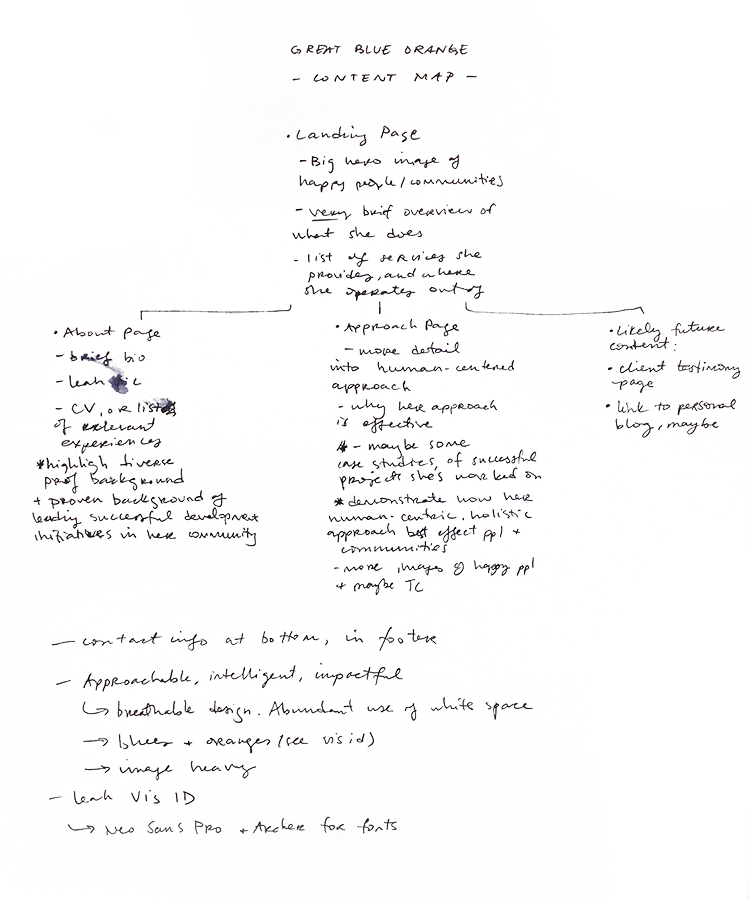 GREAT BLUE ORANGE
- CONTENT MAP -
• Landing Page
- Big hero image of
happy people/communities
- very brief overview of
what she does
- list of services she
provides, and where
she operates out of
• About page
- brief bio
- leah pic
- CV, or list
of relevant
experiences
*highligh diverse
prof background
+ proven background of
leading successful development
initiatives in her community
• Approach Page
- more detail
into human-centered
approach
- why her approach
is effective
- maybe some
case studies, of successful
projects she's worked on
* demonstrate how her
human-centric, holistic
approach best effect ppl +
communities
- more images of happy ppl
+ maybe TC
• likely future
content:
• client testimony
page
• link to personal
blog, maybe
— contact info at bottom, in footer
— Approachable, intelligent, impactful
↳ breathable design. Abundant use of white space
→ blues + oranges (see vis id)
→ image heavy
- leah Vis ID
↳ Neo Sans Pro + Archer for fonts